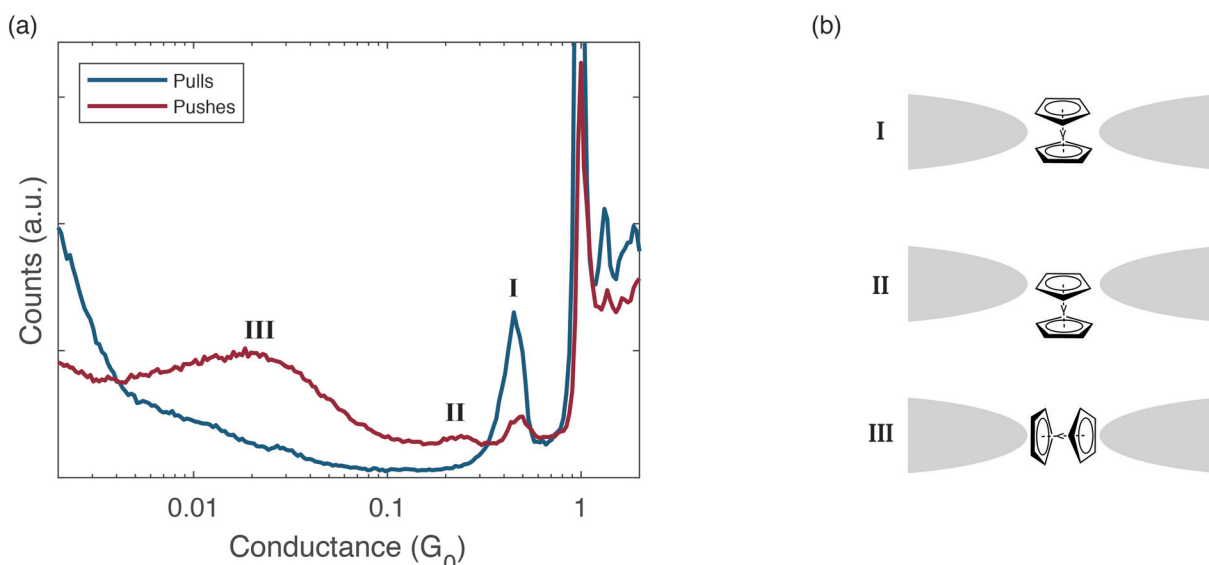 (a)
Pulls
Pushes
Counts (a.u.)
I
II
III
0.01
0.1
1
Conductance (G₀)
(b)
I
V
II
V
III
V